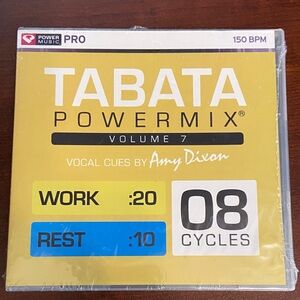 POWER MUSIC PRO 150 BPM
TABATA
POWERMIX®
VOLUME 7
VOCAL CUES BY Amy Dixon
WORK :20
REST :10
08
CYCLES